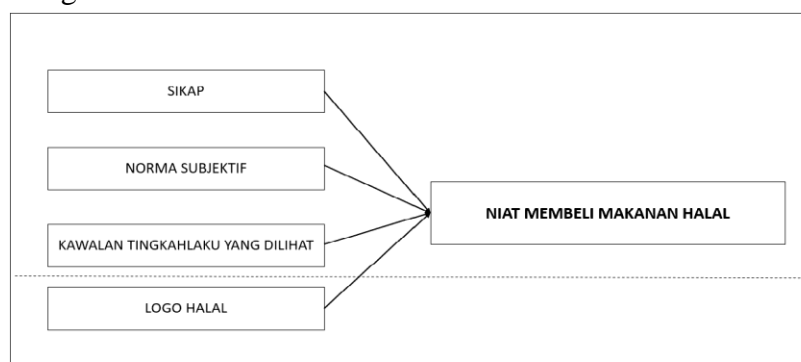 SIKAP
NORMA SUBJEKTIF
KAWALAN TINGKAHLAKU YANG DILIHAT
LOGO HALAL
NIAT MEMBELI MAKANAN HALAL